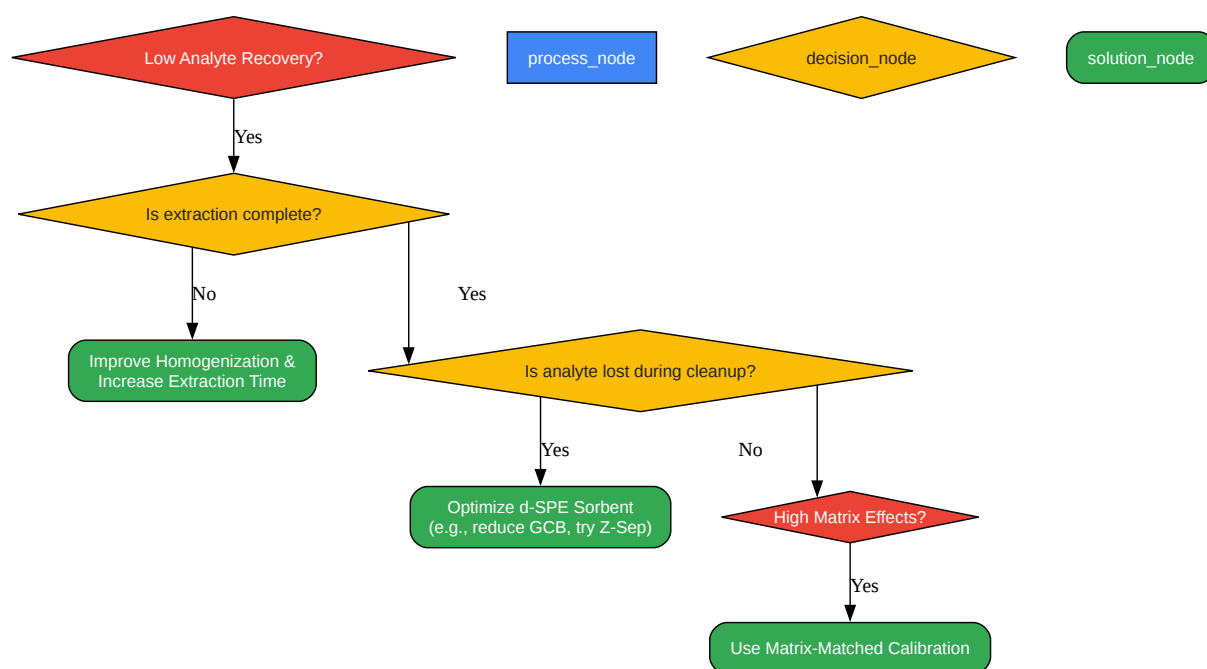 Low Analyte Recovery?
process_node
decision_node
solution_node
Yes
Is extraction complete?
No
Yes
Improve Homogenization &
Increase Extraction Time
Is analyte lost during cleanup?
Yes
No
Optimize d-SPE Sorbent
(e.g., reduce GCB, try Z-Sep)
High Matrix Effects?
Yes
Use Matrix-Matched Calibration